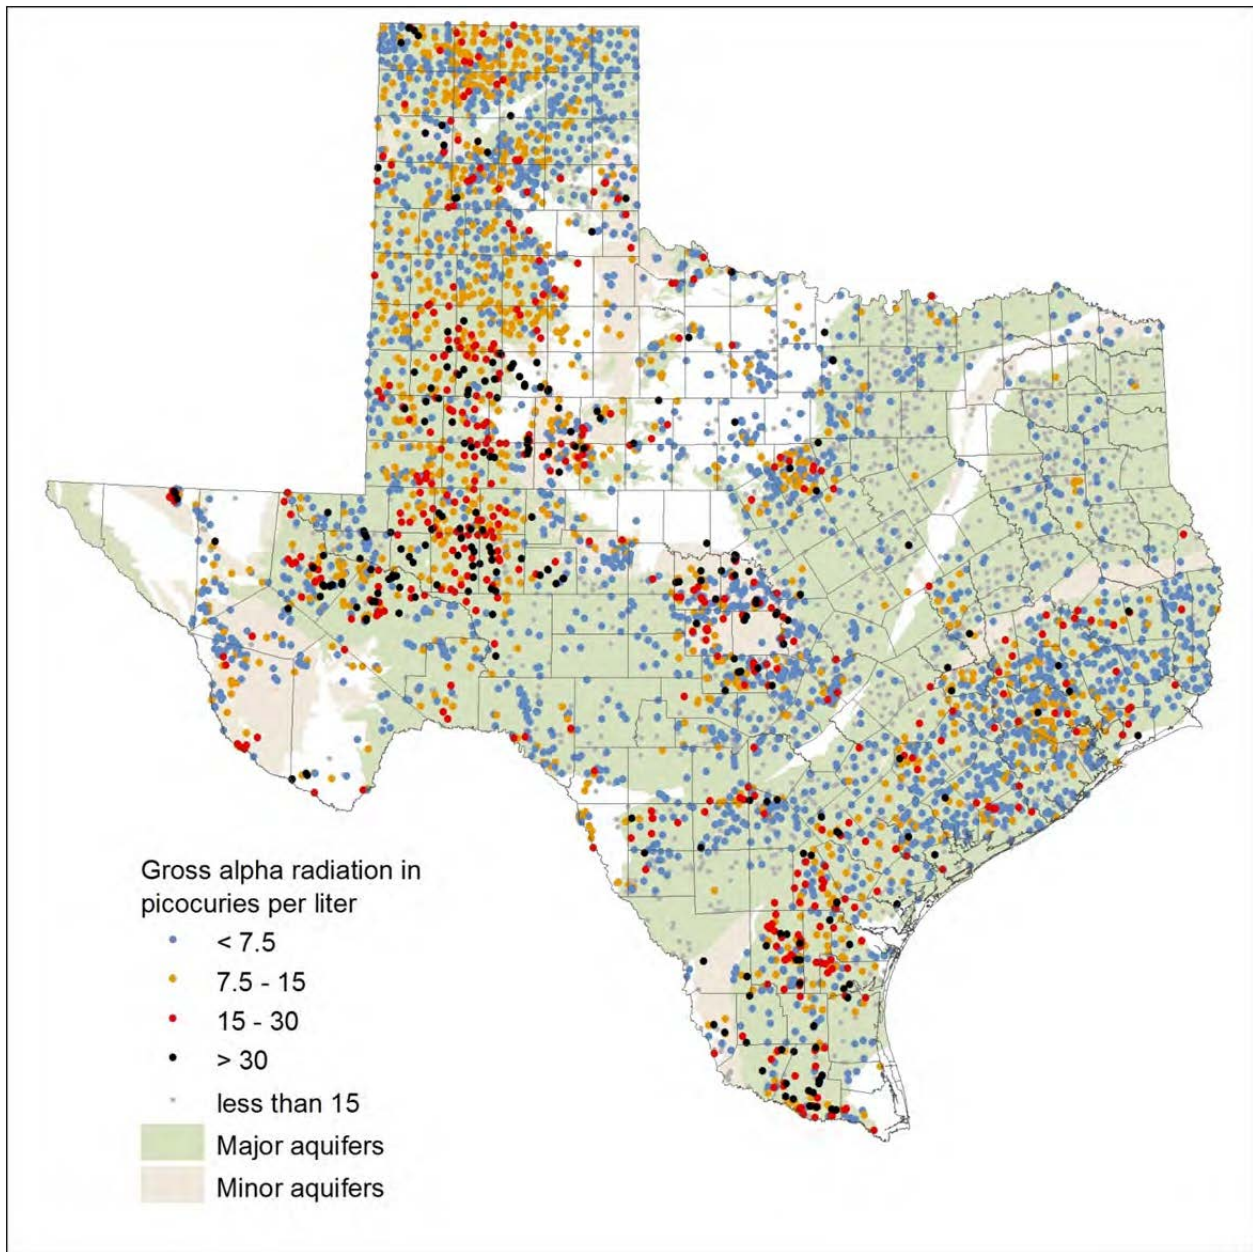 Gross alpha radiation in
picocuries per liter
< 7.5
7.5 - 15
15 - 30
> 30
less than 15
Major aquifers
Minor aquifers